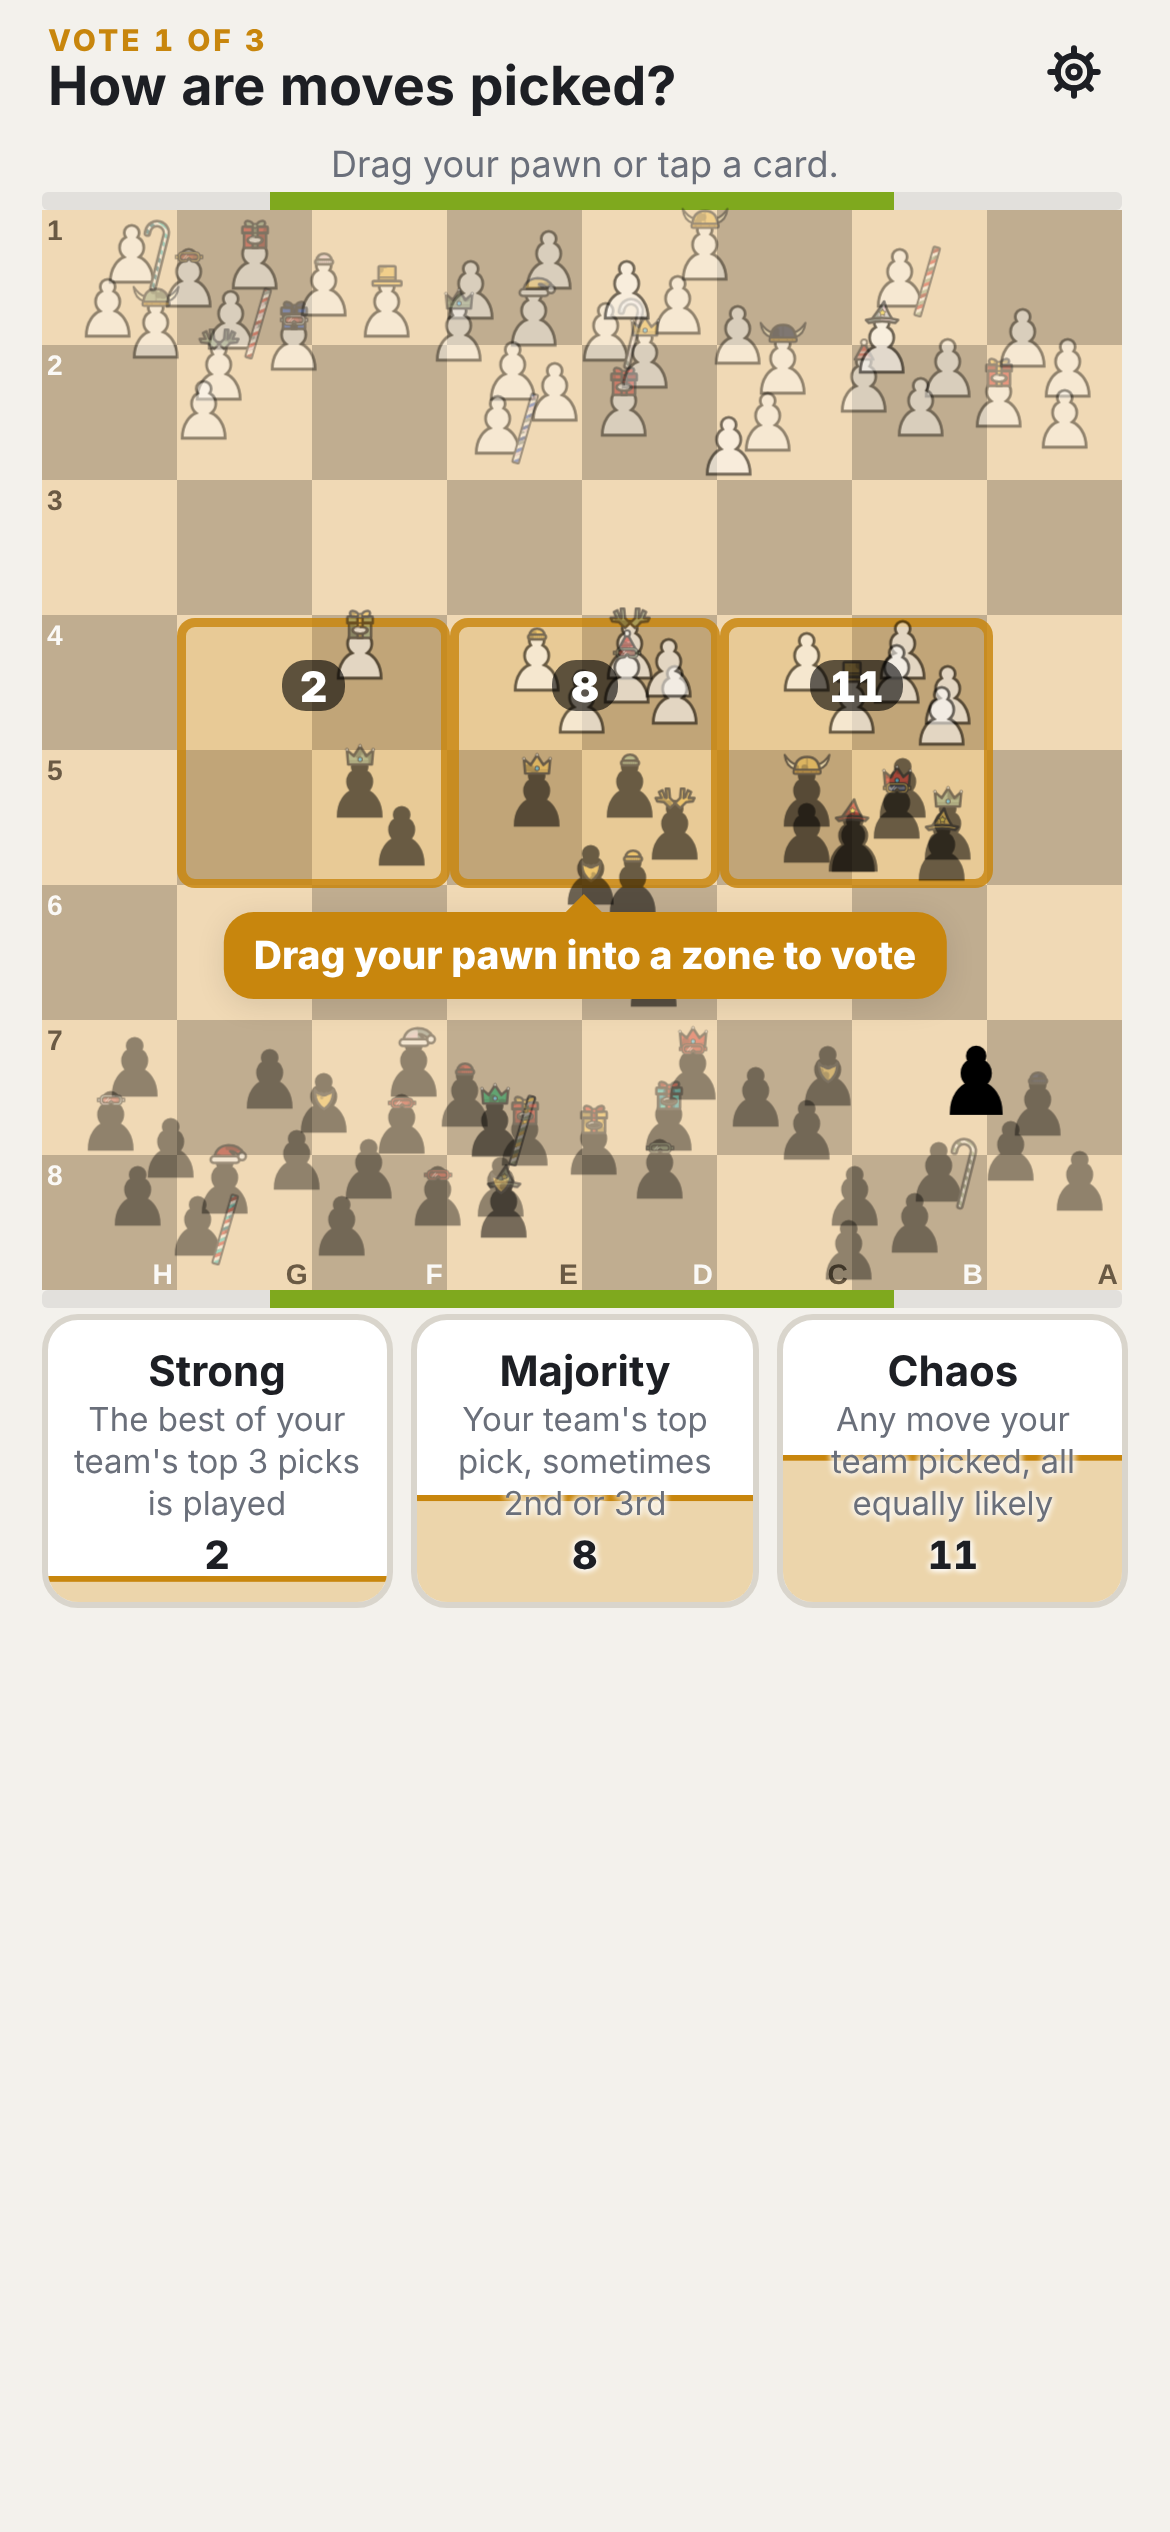 VOTE 1 OF 3
How are moves picked?
Drag your pawn or tap a card.
1
2
3
4
2 8 11
5
6
Drag your pawn into a zone to vote
7
8
H G F E D C B A
Strong
The best of your
team's top 3 picks
is played
2
Majority
Your team's top
pick, sometimes
2nd or 3rd
8
Chaos
Any move your
team picked, all
equally likely
11